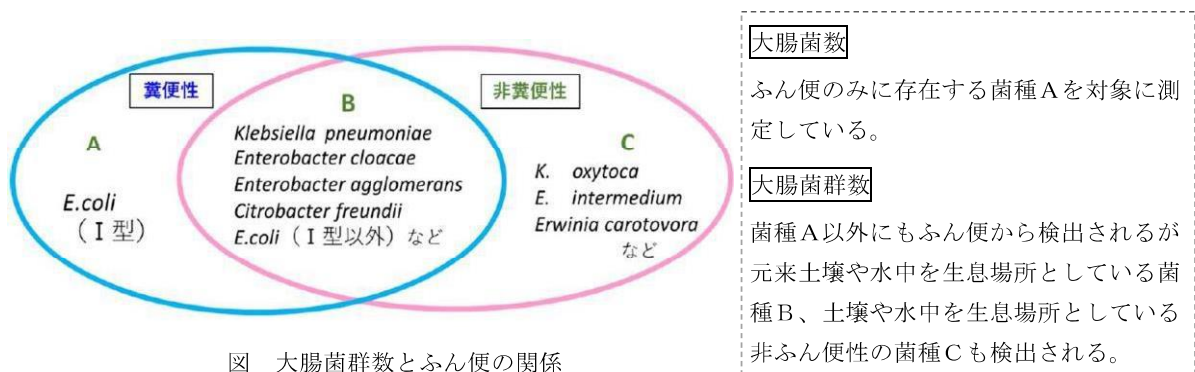 糞便性
非糞便性
A
E.coli
（Ⅰ型）
B
Klebsiella pneumoniae
Enterobacter cloacae
Enterobacter agglomerans
Citrobacter freundii
E.coli（Ⅰ型以外）など
C
K. oxytoca
E. intermedium
Erwinia carotovora
など
図　大腸菌群数とふん便の関係
大腸菌数
ふん便のみに存在する菌種Ａを対象に測
定している。
大腸菌群数
菌種Ａ以外にもふん便から検出されるが
元来土壌や水中を生息場所としている菌
種Ｂ、土壌や水中を生息場所としている
非ふん便性の菌種Ｃも検出される。